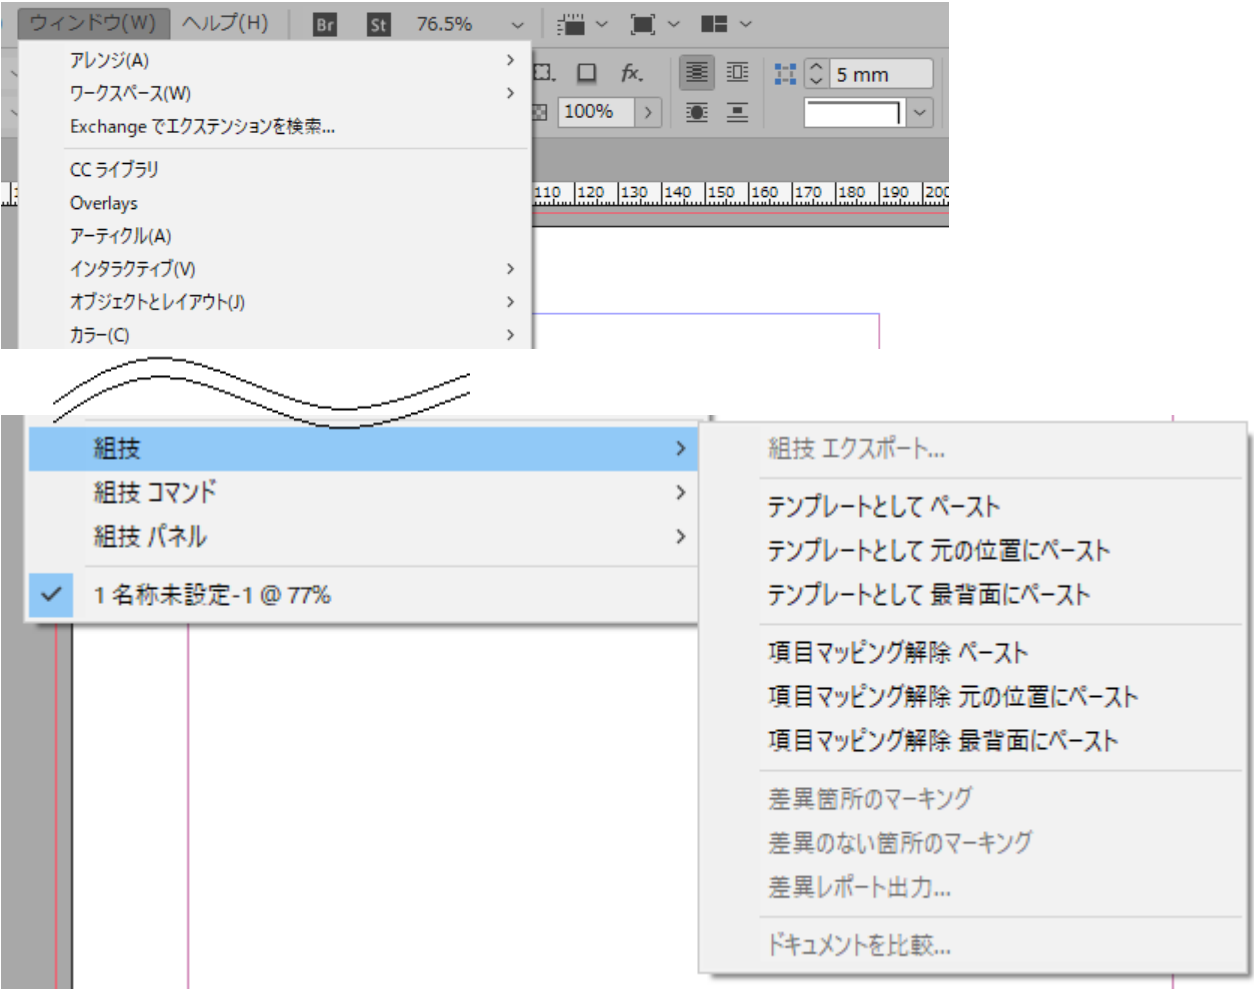 ウィンドウ(W) ヘルプ(H) Br St 76.5%
アレンジ(A)
ワークスペース(W)
Exchange でエクステンションを検索...
CC ライブラリ
Overlays
アーティクル(A)
インタラクティブ(V)
オブジェクトとレイアウト(J)
カラー(C)
fx. 5 mm
100%
110 120 130 140 150 160 170 180 190 200
組技
組技 コマンド
組技 パネル
1 名称未設定-1 @ 77%
組技 エクスポート...
テンプレートとして ペースト
テンプレートとして 元の位置にペースト
テンプレートとして 最背面にペースト
項目マッピング解除 ペースト
項目マッピング解除 元の位置にペースト
項目マッピング解除 最背面にペースト
差異箇所のマーキング
差異のない箇所のマーキング
差異レポート出力...
ドキュメントを比較...